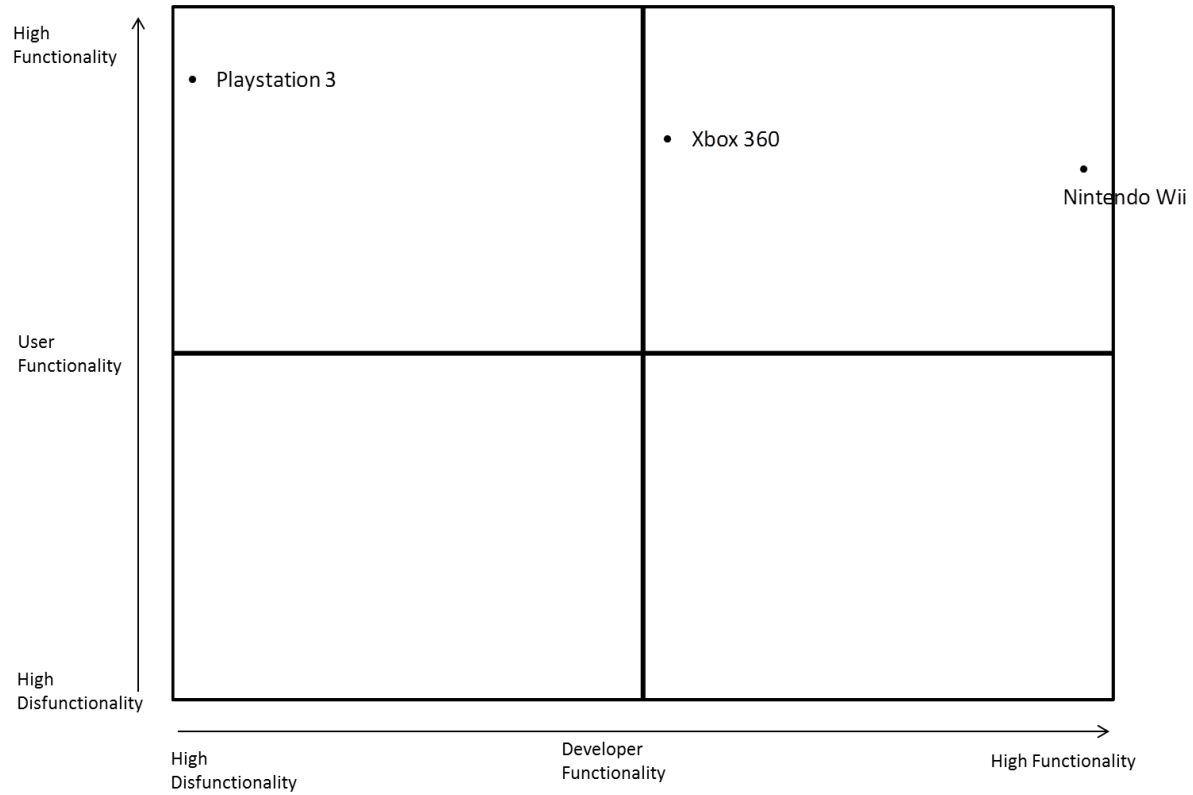 High
Functionality
Playstation 3
Xbox 360
Nintendo Wii
User
Functionality
High
Disfunctionality
High
Disfunctionality
Developer
Functionality
High Functionality